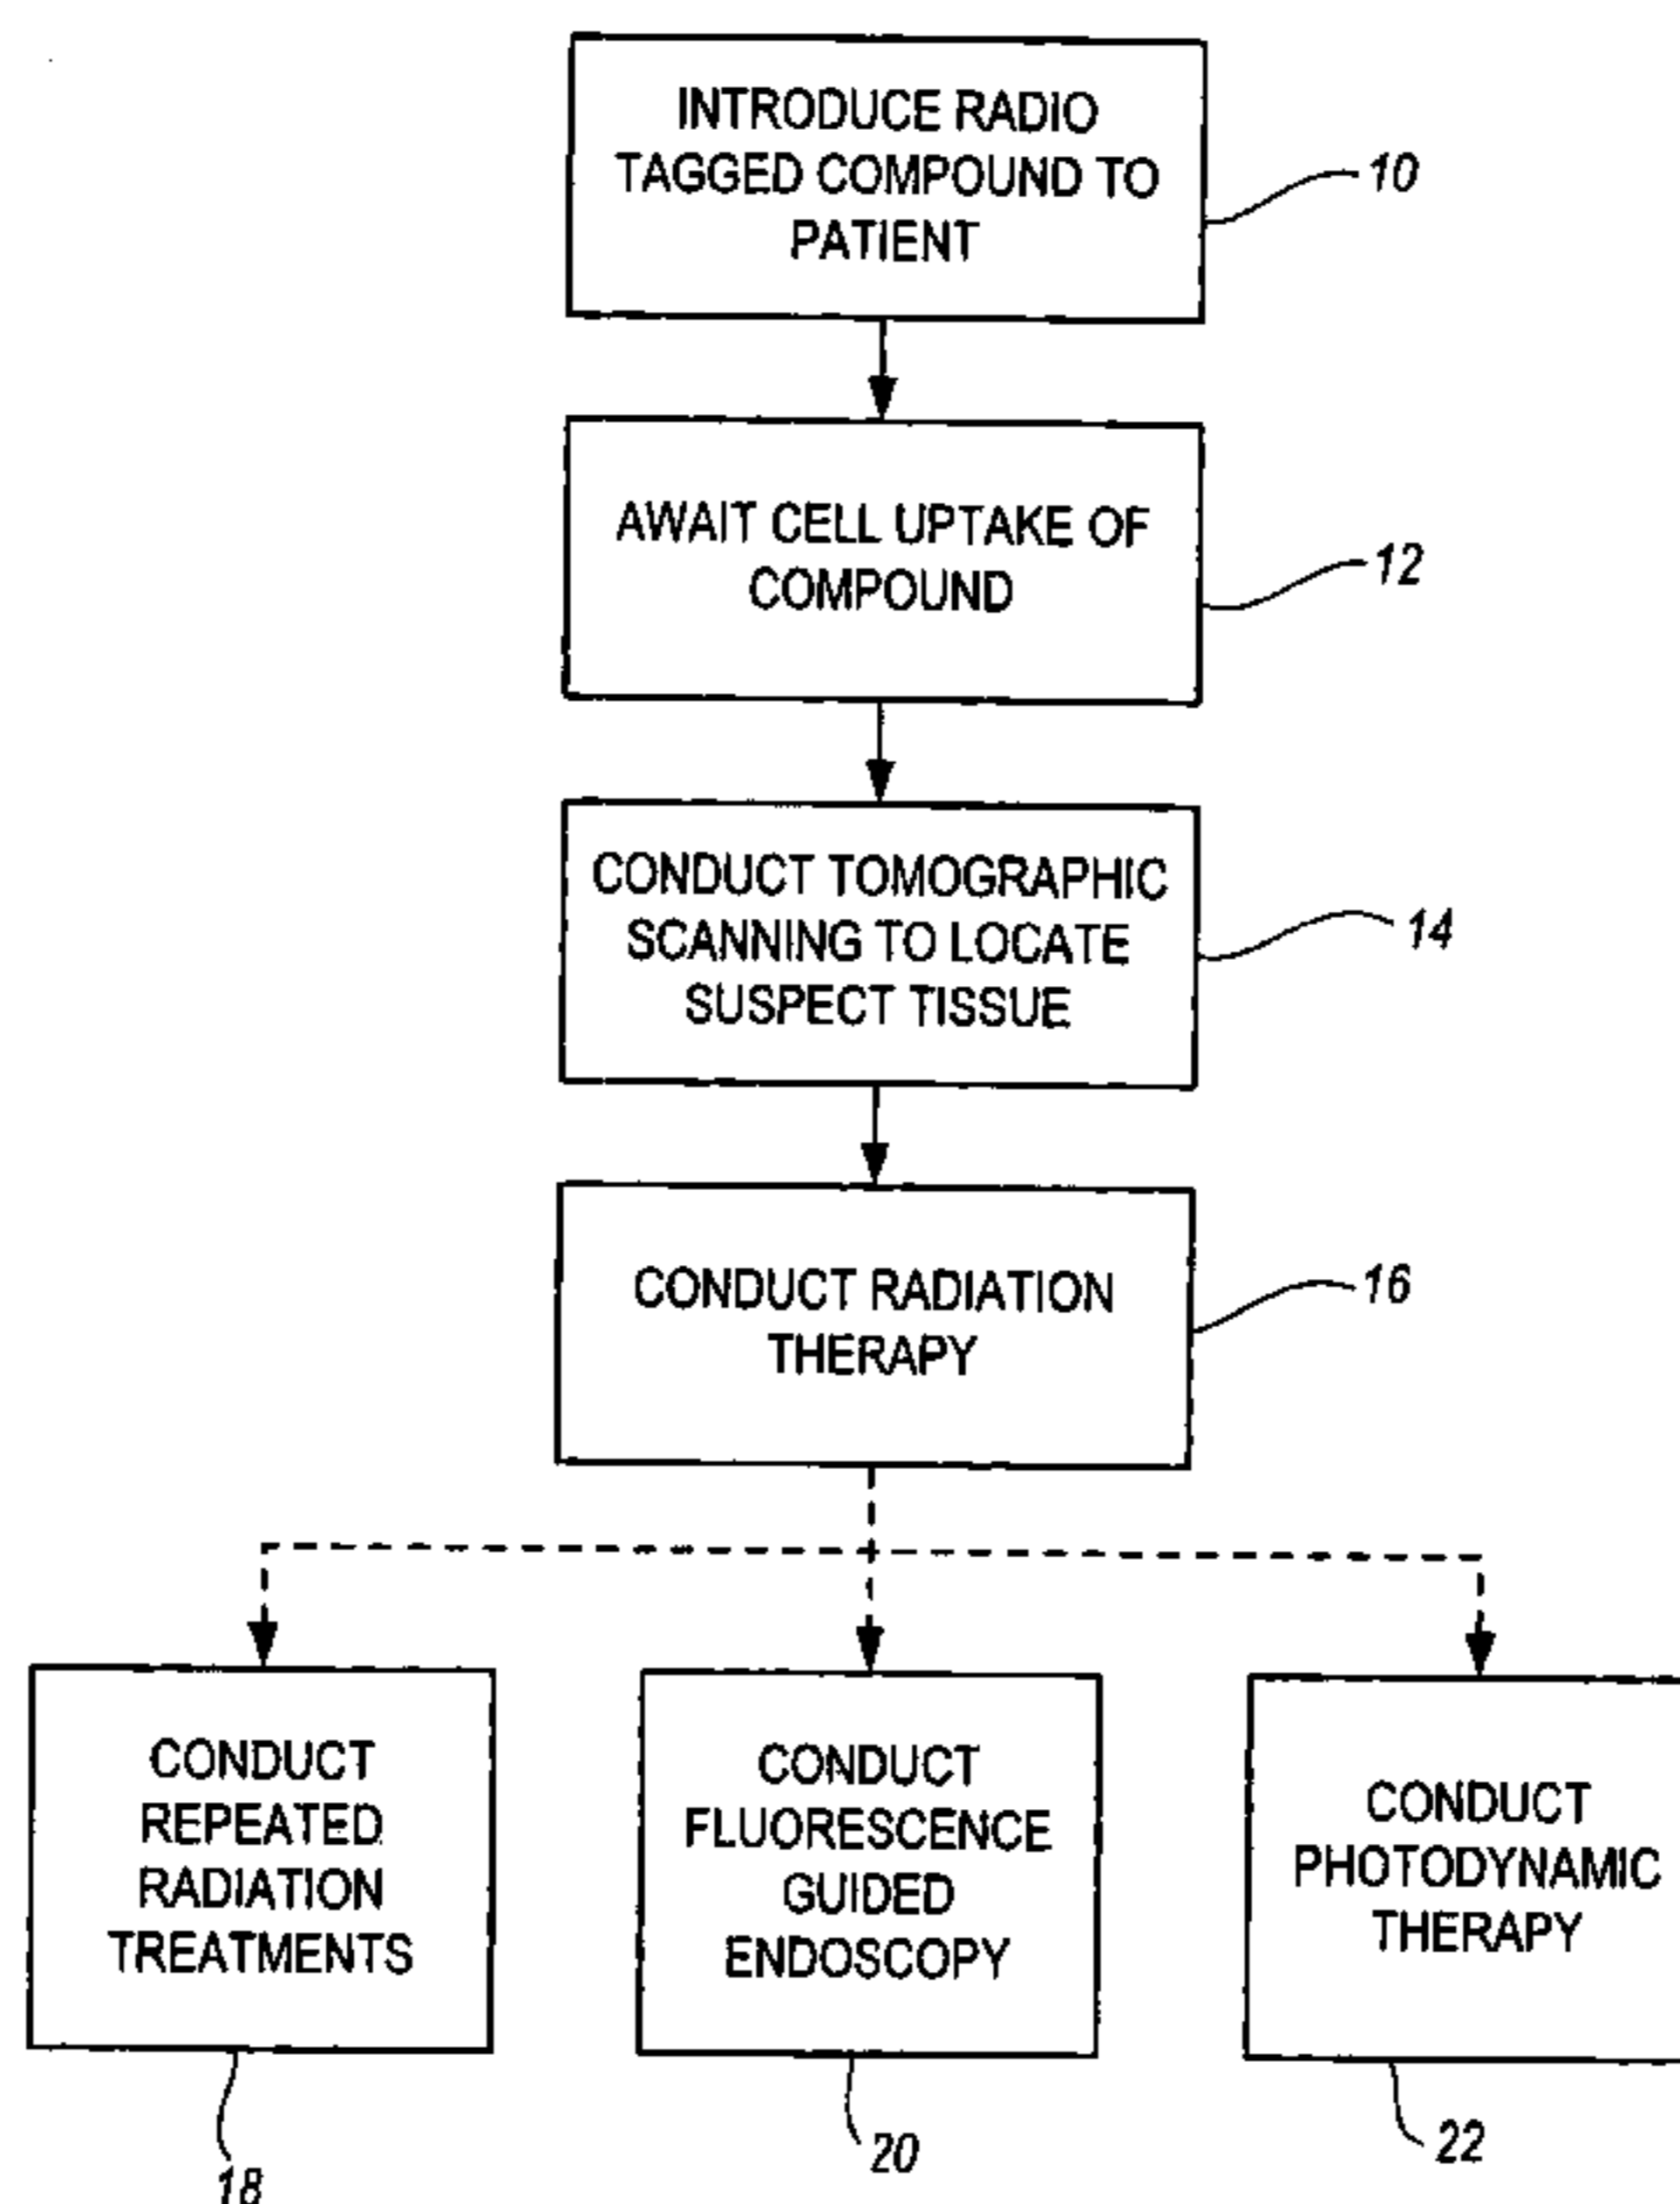 INTRODUCE RADIO
TAGGED COMPOUND TO
PATIENT
10
AWAIT CELL UPTAKE OF
COMPOUND
12
CONDUCT TOMOGRAPHIC
SCANNING TO LOCATE
SUSPECT TISSUE
14
CONDUCT RADIATION
THERAPY
16
CONDUCT
REPEATED
RADIATION
TREATMENTS
18
CONDUCT
FLUORESCENCE
GUIDED
ENDOSCOPY
20
CONDUCT
PHOTODYNAMIC
THERAPY
22